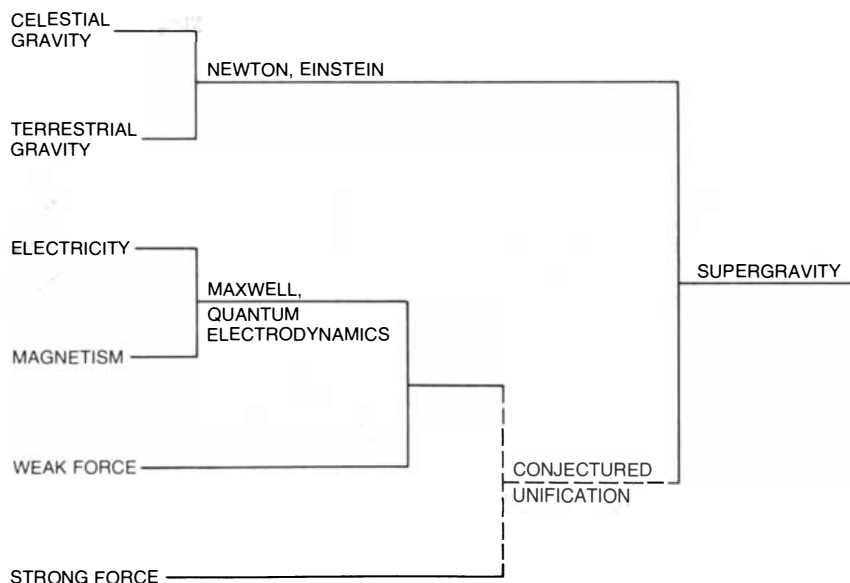 CELESTIAL
GRAVITY
NEWTON, EINSTEIN
TERRESTRIAL
GRAVITY
ELECTRICITY
SUPERGRAVITY
MAXWELL,
QUANTUM
ELECTRODYNAMICS
MAGNETISM
WEAK FORCE
CONJECTURED
UNIFICATION
STRONG FORCE